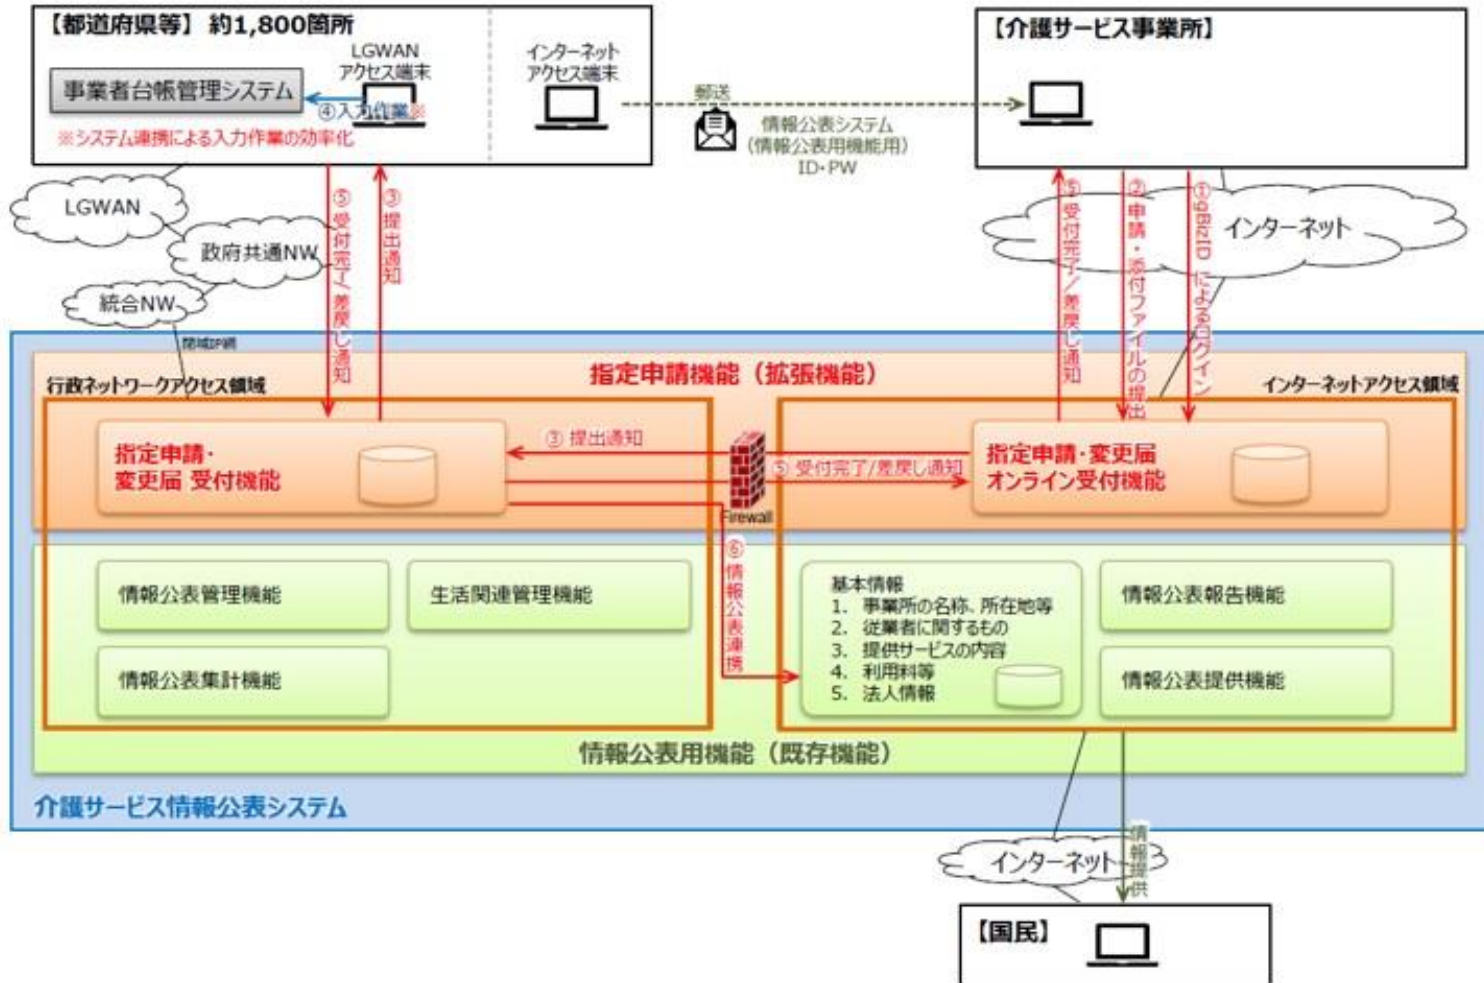 【都道府県等】 約1,800箇所
LGWAN
アクセス端末
インターネット
アクセス端末
事業者台帳管理システム
④入力作業※
※システム連携による入力作業の効率化
郵送
情報公表システム
（情報公表用機能用）
ID・PW
【介護サービス事業所】
LGWAN
政府共通NW
統合NW
閉域IP網
⑤受付完了/差戻し通知
③提出通知
⑤受付完了/差戻し通知
②申請・添付ファイルの提出
①gBizIDによるログイン
インターネット
指定申請機能（拡張機能）
行政ネットワークアクセス領域
インターネットアクセス領域
指定申請・
変更届 受付機能
③ 提出通知
⑤ 受付完了/差戻し通知
Firewall
指定申請・変更届
オンライン受付機能
⑥情報公表連携
情報公表管理機能
生活関連管理機能
情報公表集計機能
基本情報
1. 事業所の名称、所在地等
2. 従業者に関するもの
3. 提供サービスの内容
4. 利用料等
5. 法人情報
情報公表報告機能
情報公表提供機能
情報公表用機能（既存機能）
介護サービス情報公表システム
インターネット
情報提供
【国民】